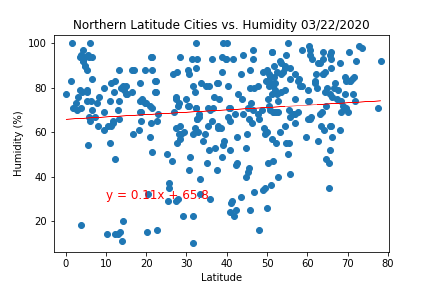 Northern Latitude Cities vs. Humidity 03/22/2020
100
80
60
40
20
Humidity (%)
y = 0.11x + 65.8
0 10 20 30 40 50 60 70 80
Latitude